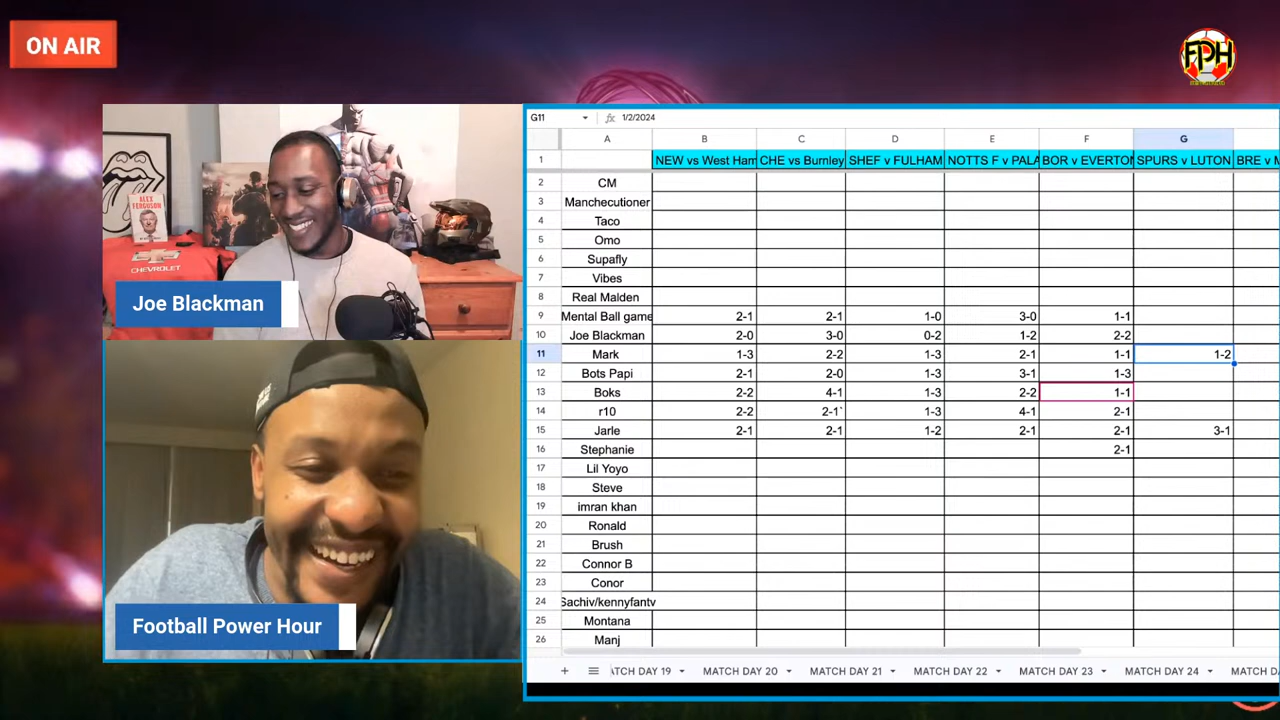 ON AIR
FPH
ALEX
FERGUSON
CHEVROLET
Joe Blackman
Football Power Hour
G11 fx 1/2/2024
A B C D E F G
1 NEW vs West Ham CHE vs Burnley SHEF v FULHAM NOTTS F v PALA BOR v EVERTON SPURS v LUTON BRE v M
2 CM
3 Manchecutioner
4 Taco
5 Omo
6 Supafly
7 Vibes
8 Real Malden
9 Mental Ball game 2-1 2-1 1-0 3-0 1-1
10 Joe Blackman 2-0 3-0 0-2 1-2 2-2
11 Mark 1-3 2-2 1-3 2-1 1-1 1-2
12 Bots Papi 2-1 2-0 1-3 3-1 1-3
13 Boks 2-2 4-1 1-3 2-2 1-1
14 r10 2-2 2-1` 1-3 4-1 2-1
15 Jarle 2-1 2-1 1-2 2-1 2-1 3-1
16 Stephanie 2-1
17 Lil Yoyo
18 Steve
19 imran khan
20 Ronald
21 Brush
22 Connor B
23 Conor
24 Sachiv/kennyfantv
25 Montana
26 Manj
+ ATCH DAY 19 MATCH DAY 20 MATCH DAY 21 MATCH DAY 22 MATCH DAY 23 MATCH DAY 24 MATCH D